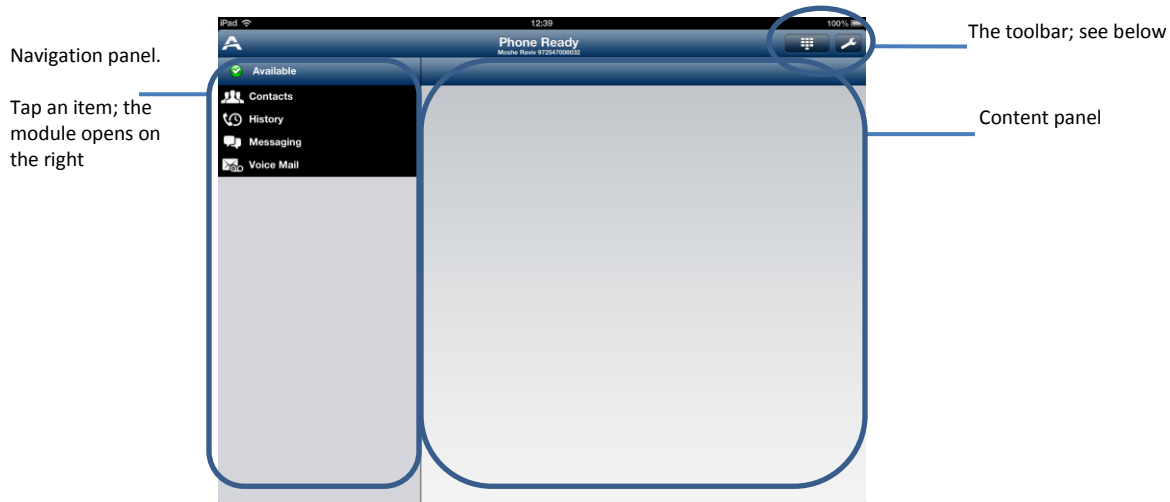 Navigation panel.
Tap an item; the
module opens on
the right
iPad
12:39
100%
Phone Ready
Moshe Raviv 972547008032
Available
Contacts
History
Messaging
Voice Mail
The toolbar; see below
Content panel